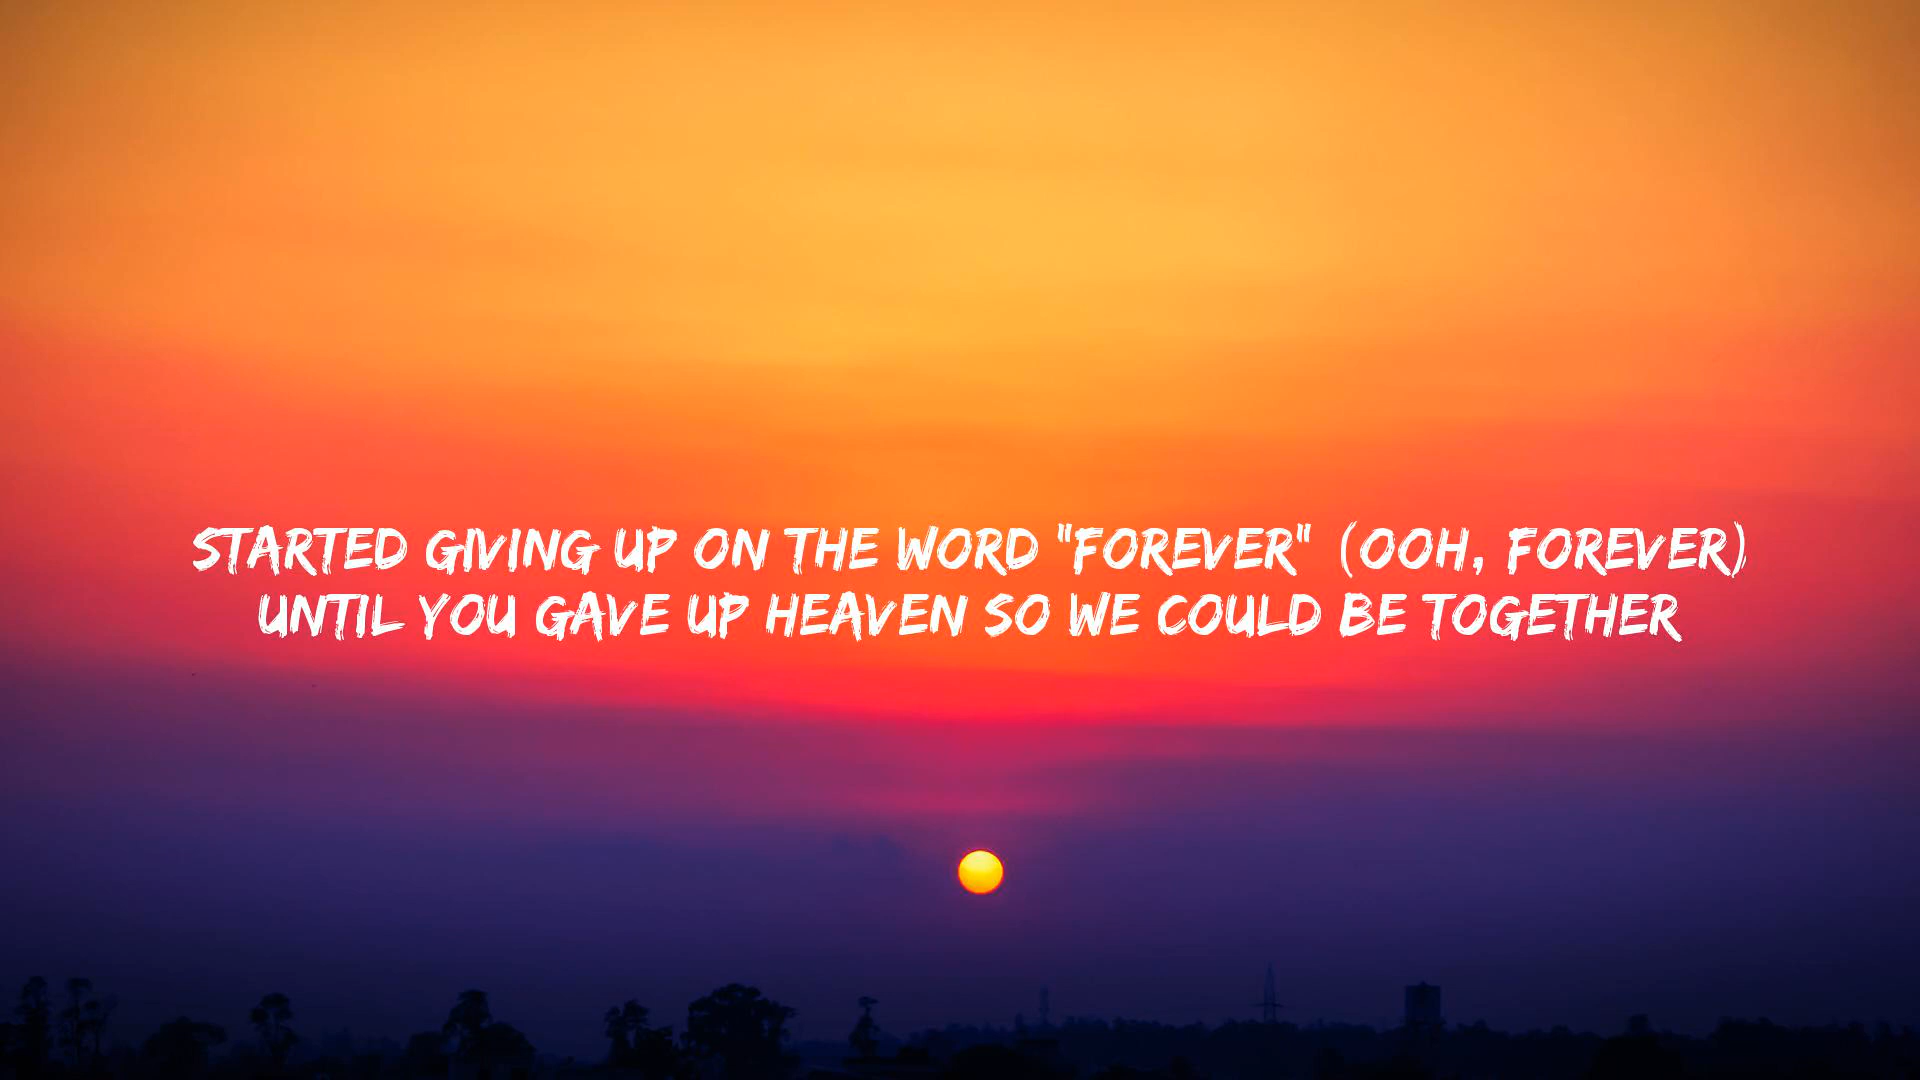 STARTED GIVING UP ON THE WORD "FOREVER" (OOH, FOREVER)
UNTIL YOU GAVE UP HEAVEN SO WE COULD BE TOGETHER